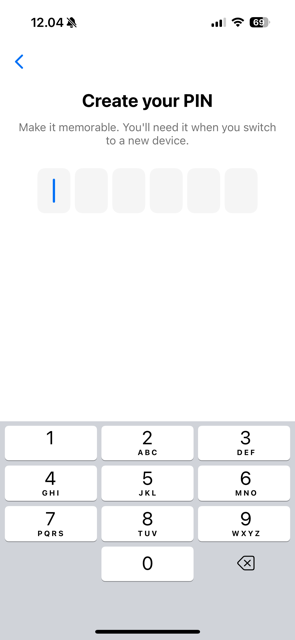 12.04
69
Create your PIN
Make it memorable. You'll need it when you switch
to a new device.
1
2
ABC
3
DEF
4
GHI
5
JKL
6
MNO
7
PQRS
8
TUV
9
WXYZ
0